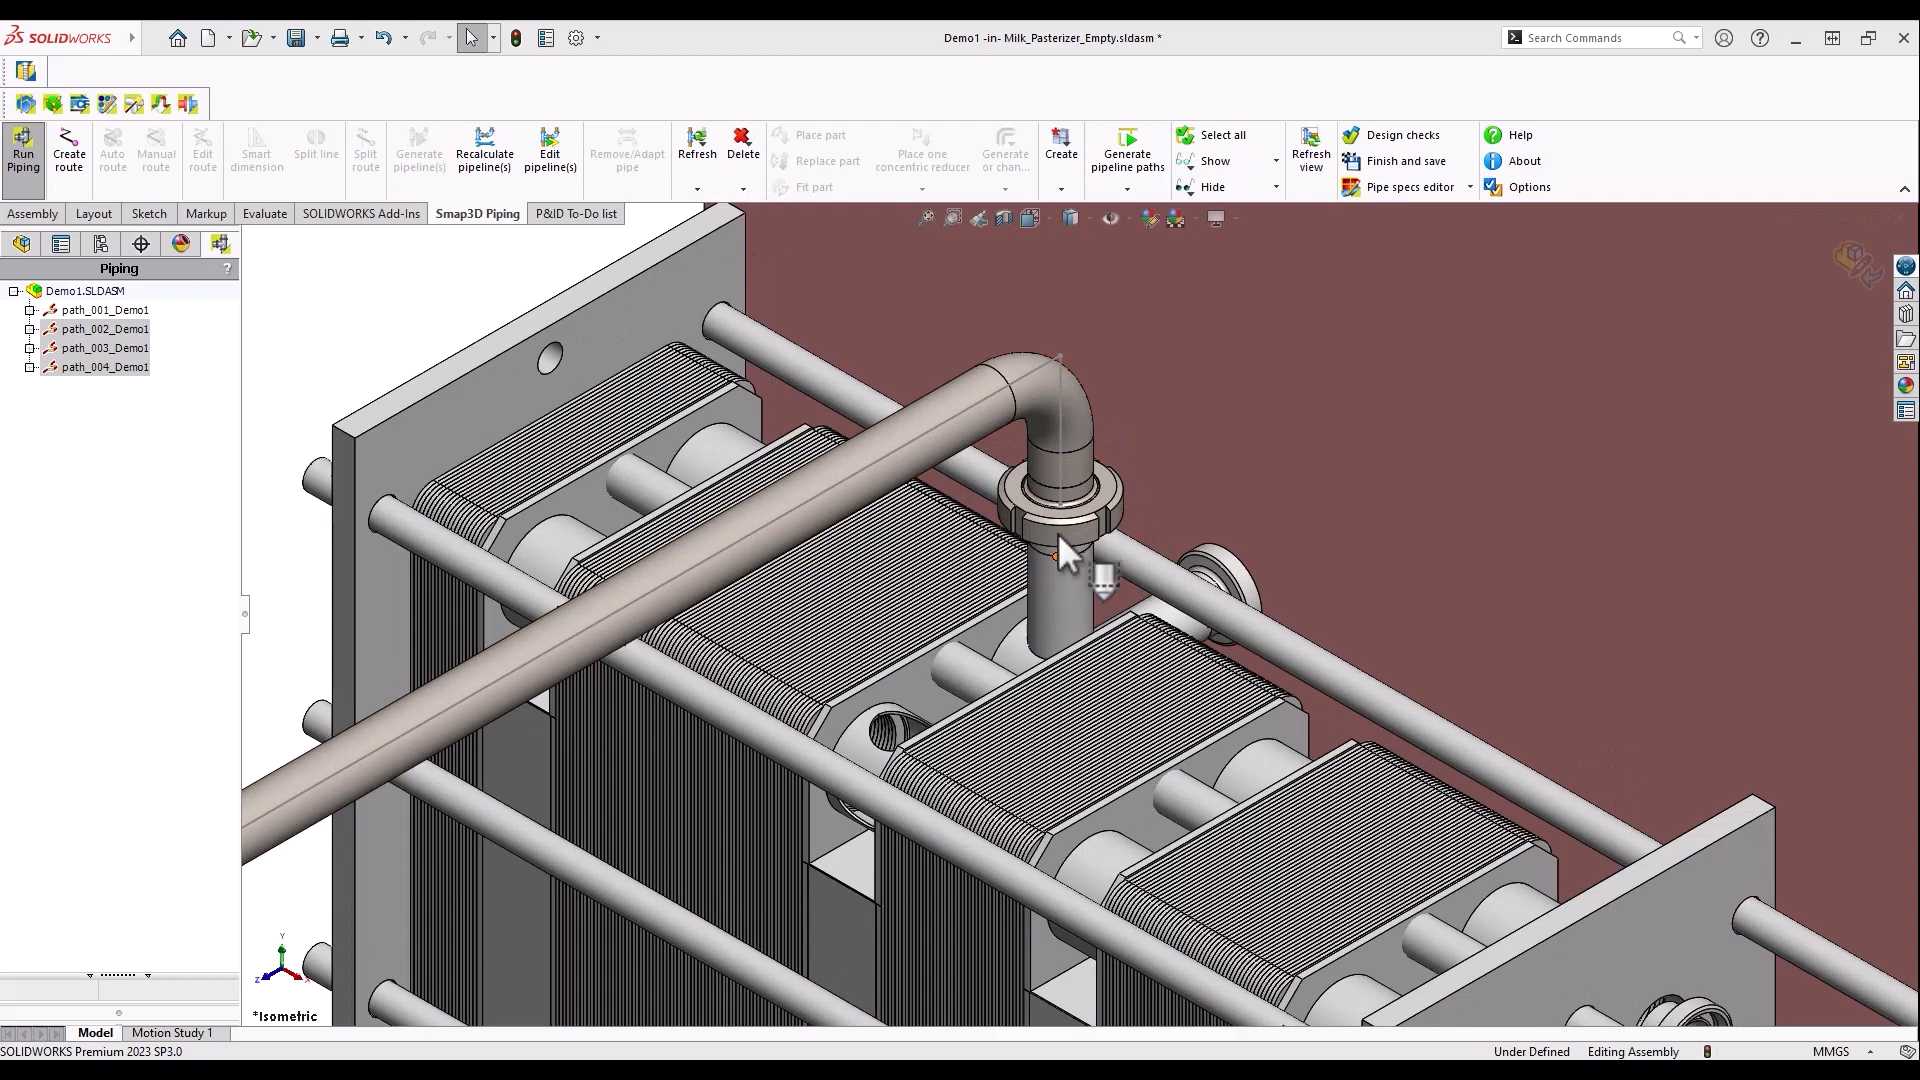 SOLIDWORKS
Demo1 -in- Milk_Pasterizer_Empty.sldasm *
Search Commands
Run Piping
Create route
Auto route
Manual route
Edit route
Smart dimension
Split line
Split route
Generate pipeline(s)
Recalculate pipeline(s)
Edit pipeline(s)
Remove/Adapt pipe
Refresh
Delete
Place part
Replace part
Fit part
Place one concentric reducer
Generate or chan...
Create
Generate pipeline paths
Select all
Show
Hide
Refresh view
Design checks
Finish and save
Pipe specs editor
Help
About
Options
Assembly
Layout
Sketch
Markup
Evaluate
SOLIDWORKS Add-Ins
Smap3D Piping
P&ID To-Do list
Piping
?
Demo1.SLDASM
path_001_Demo1
path_002_Demo1
path_003_Demo1
path_004_Demo1
Y
Z
X
*Isometric
Model
Motion Study 1
SOLIDWORKS Premium 2023 SP3.0
Under Defined
Editing Assembly
MMGS